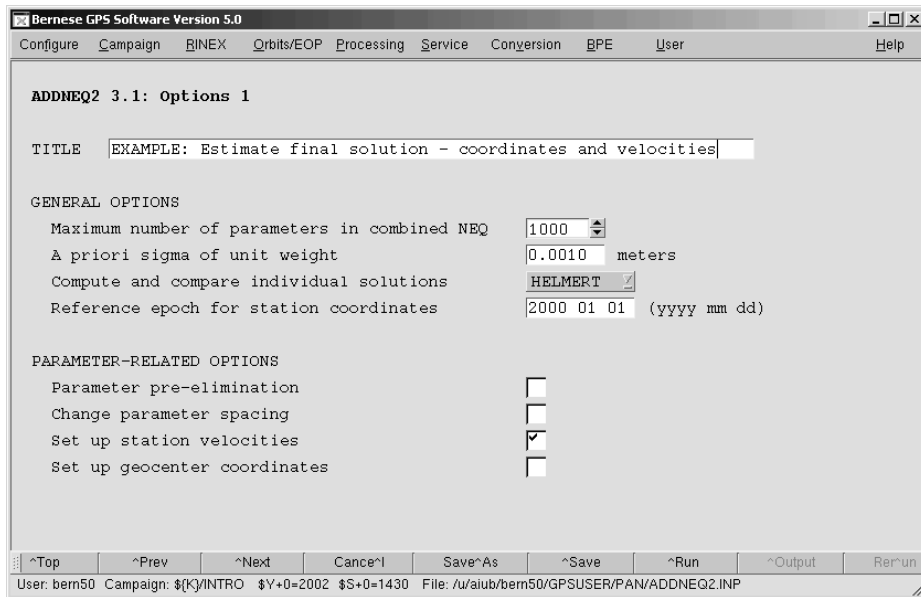 Bernese GPS Software Version 5.0
Configure Campaign RINEX Orbits/EOP Processing Service Conversion BPE User Help
ADDNEQ2 3.1: Options 1
TITLE EXAMPLE: Estimate final solution - coordinates and velocities
GENERAL OPTIONS
Maximum number of parameters in combined NEQ 1000
A priori sigma of unit weight 0.0010 meters
Compute and compare individual solutions HELMERT
Reference epoch for station coordinates 2000 01 01 (yyyy mm dd)
PARAMETER-RELATED OPTIONS
Parameter pre-elimination
Change parameter spacing
Set up station velocities
Set up geocenter coordinates
^Top ^Prev ^Next Cance^l Save^As ^Save ^Run ^Output Rer^un
User: bern50 Campaign: ${K}/INTRO $Y+0=2002 $S+0=1430 File: /u/aiub/bern50/GPSUSER/PAN/ADDNEQ2.INP